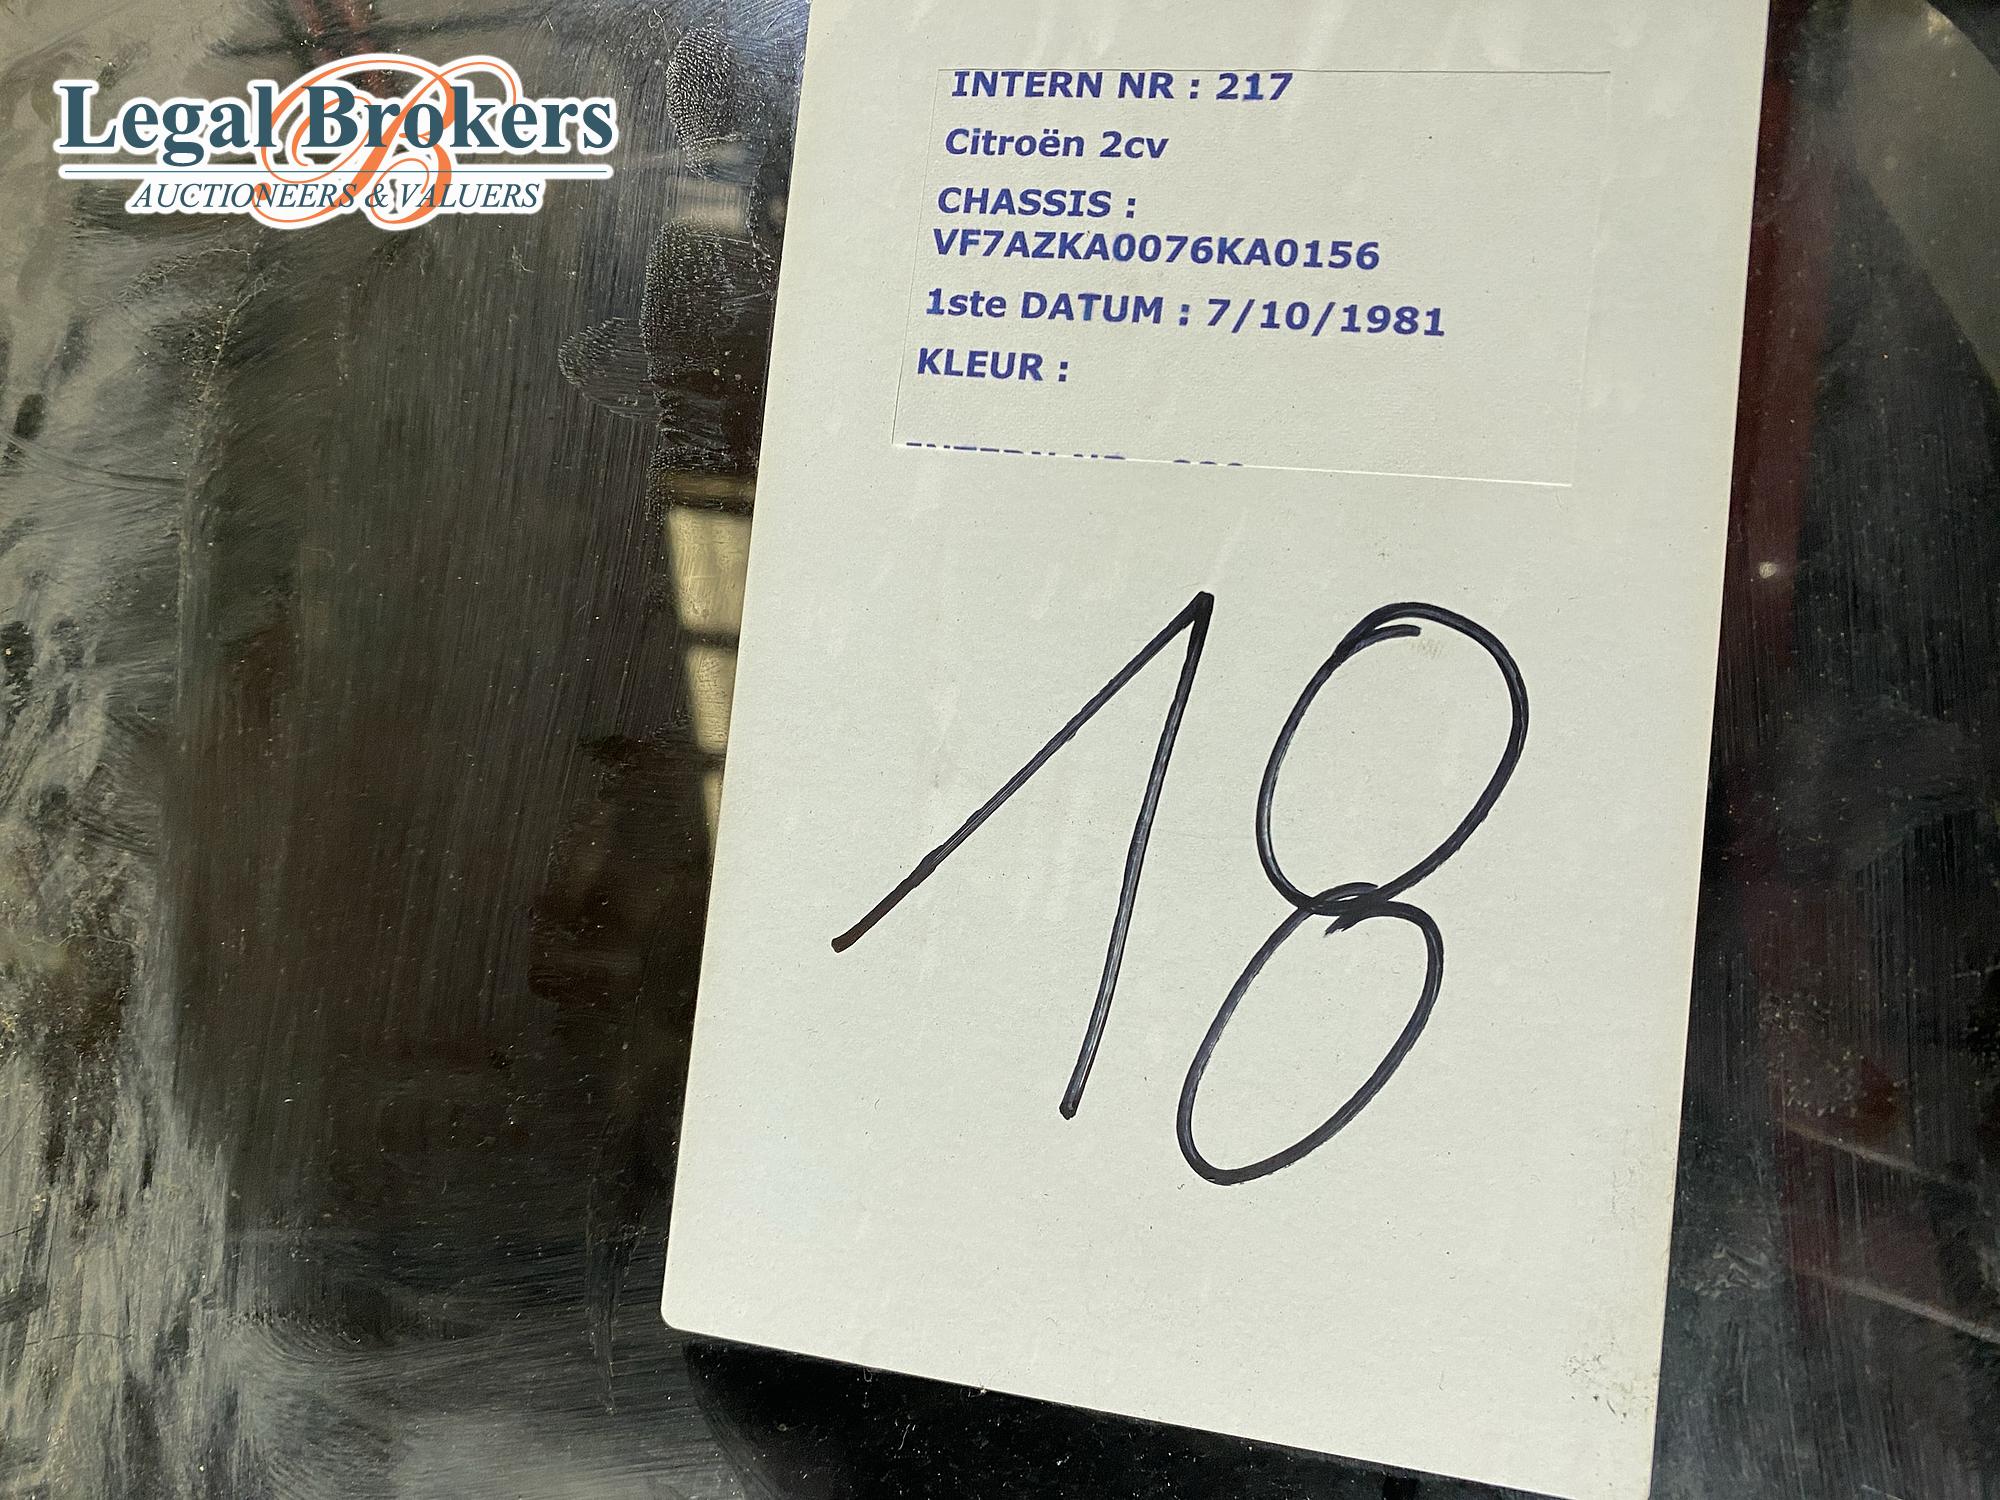 Legal Brokers
AUCTIONEERS & VALUERS
INTERN NR : 217
Citroën 2cv
CHASSIS :
VF7AZKA0076KA0156
1ste DATUM : 7/10/1981
KLEUR :
18